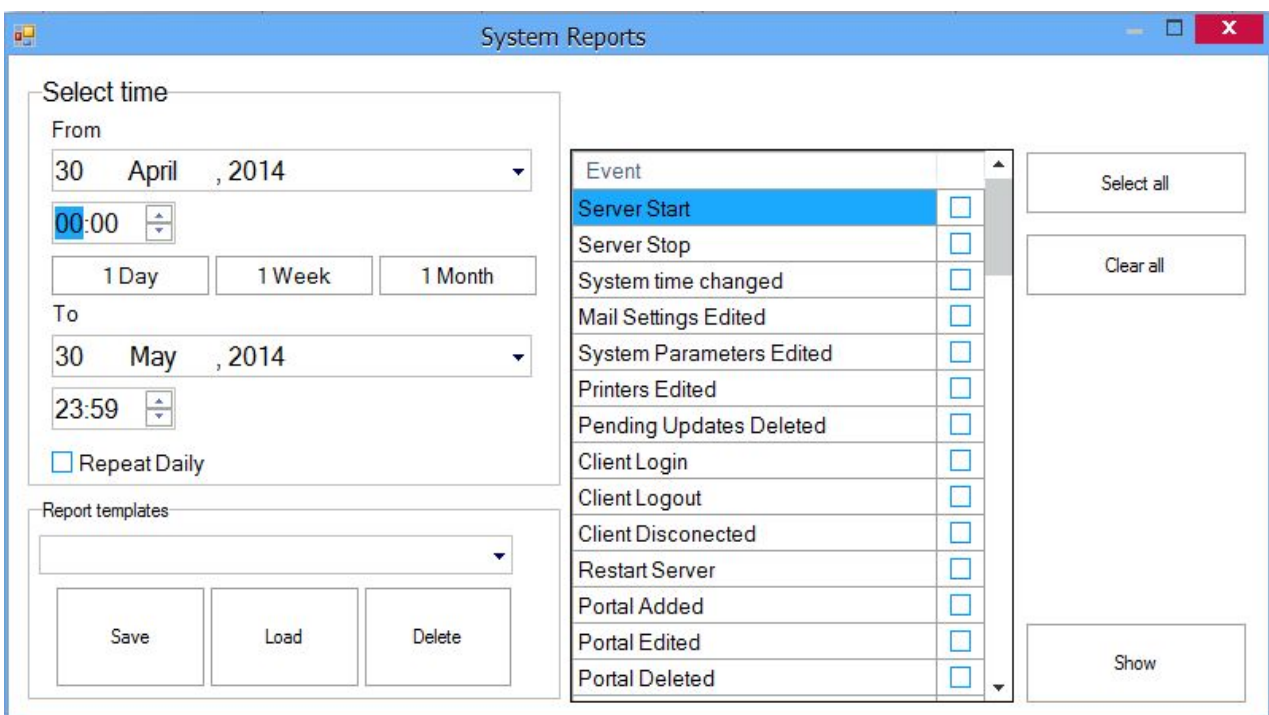 System Reports
Select time
From
30 April , 2014
00:00
1 Day 1 Week 1 Month
To
30 May , 2014
23:59
Repeat Daily
Report templates
Save Load Delete
Event
Server Start
Server Stop
System time changed
Mail Settings Edited
System Parameters Edited
Printers Edited
Pending Updates Deleted
Client Login
Client Logout
Client Disconected
Restart Server
Portal Added
Portal Edited
Portal Deleted
Select all
Clear all
Show